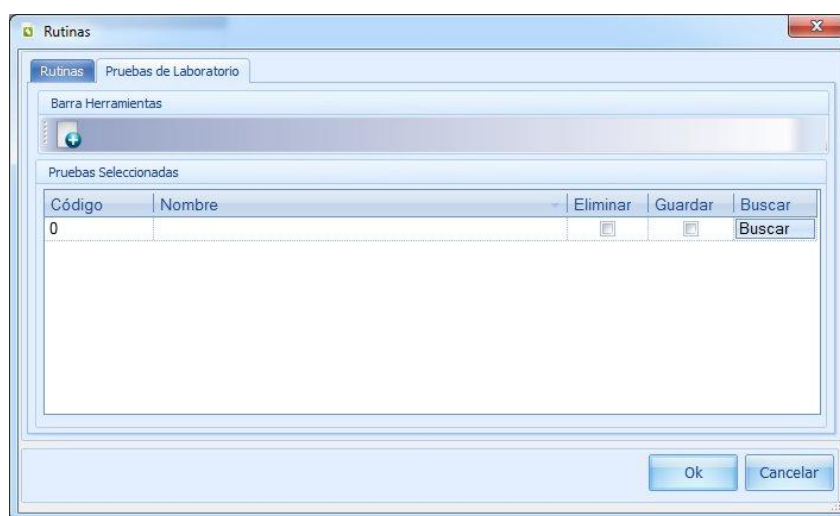 Rutinas
Rutinas Pruebas de Laboratorio
Barra Herramientas
Pruebas Seleccionadas
Código Nombre Eliminar Guardar Buscar
0 Buscar
Ok Cancelar